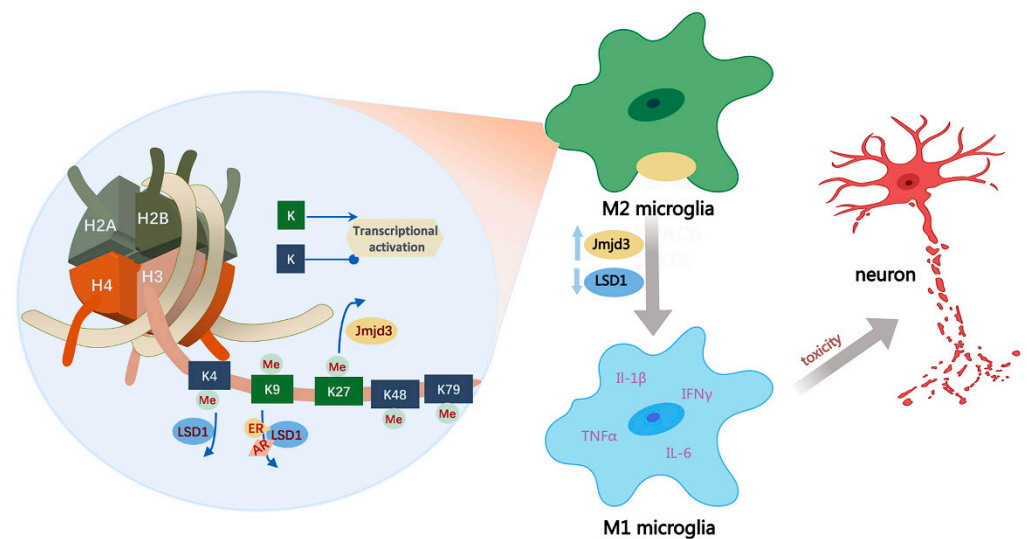 H2A
H2B
H3
H4
K
K
Transcriptional
activation
Jmjd3
Me
Me
K4
K9
K27
K48
K79
Me
Me
Me
LSD1
ER
LSD1
AR
M2 microglia
Jmjd3
LSD1
Il-1β
IFNγ
TNFα
IL-6
M1 microglia
toxicity
neuron